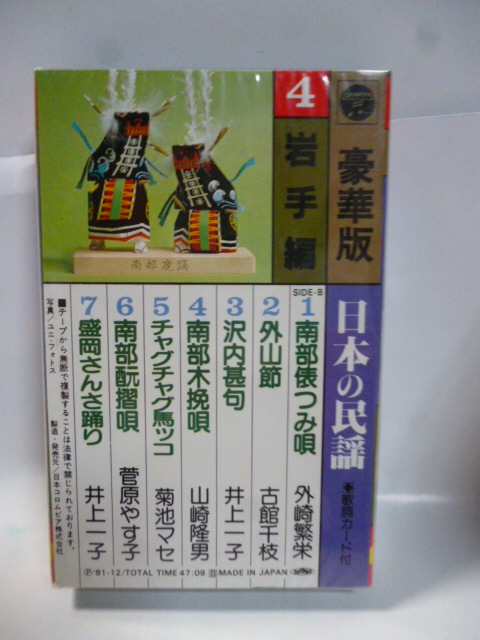 豪華版
日本の民謡
◆歌詞カード付
4
岩手編
南部鹿踊
SIDE-B
1 南部俵つみ唄 外崎繁栄
2 外山節 古館千枝
3 沢内甚句 井上一子
4 南部木挽唄 山崎隆男
5 チャグチャグ馬ッコ 菊池マセ
6 南部酛摺唄 菅原やす子
7 盛岡さんさ踊り 井上一子
■テープから無断で複製することは法律で禁じられております。
写真／ユニ・フォトス 製造・発売元／日本コロムビア株式会社
Ⓟ'81-12/TOTAL TIME 47:09 MADE IN JAPAN